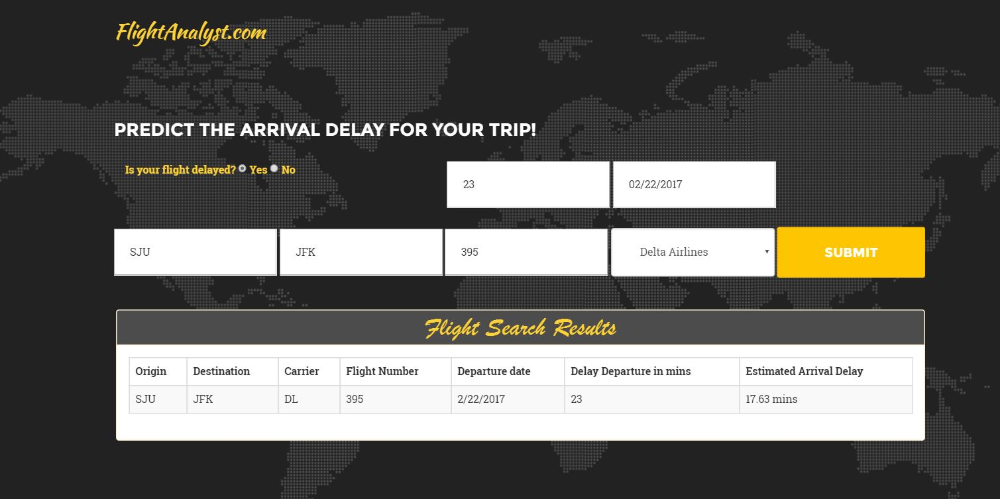 FlightAnalyst.com
PREDICT THE ARRIVAL DELAY FOR YOUR TRIP!
Is your flight delayed? Yes No
23 02/22/2017
SJU JFK 395 Delta Airlines SUBMIT
Flight Search Results
Origin Destination Carrier Flight Number Departure date Delay Departure in mins Estimated Arrival Delay
SJU JFK DL 395 2/22/2017 23 17.63 mins